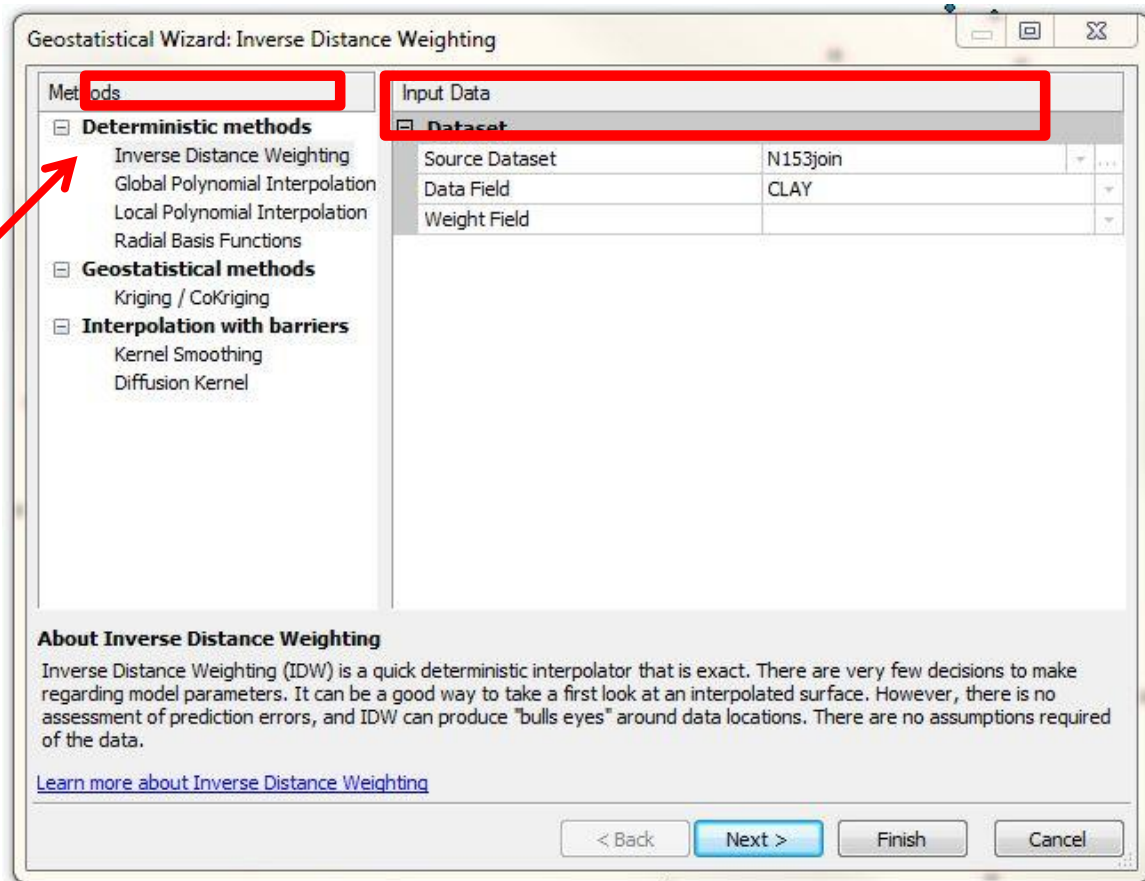 Geostatistical Wizard: Inverse Distance Weighting
Methods
Deterministic methods
Inverse Distance Weighting
Global Polynomial Interpolation
Local Polynomial Interpolation
Radial Basis Functions
Geostatistical methods
Kriging / CoKriging
Interpolation with barriers
Kernel Smoothing
Diffusion Kernel
Input Data
Dataset
Source Dataset N153join ...
Data Field CLAY
Weight Field
About Inverse Distance Weighting
Inverse Distance Weighting (IDW) is a quick deterministic interpolator that is exact. There are very few decisions to make
regarding model parameters. It can be a good way to take a first look at an interpolated surface. However, there is no
assessment of prediction errors, and IDW can produce "bulls eyes" around data locations. There are no assumptions required
of the data.
Learn more about Inverse Distance Weighting
< Back Next > Finish Cancel